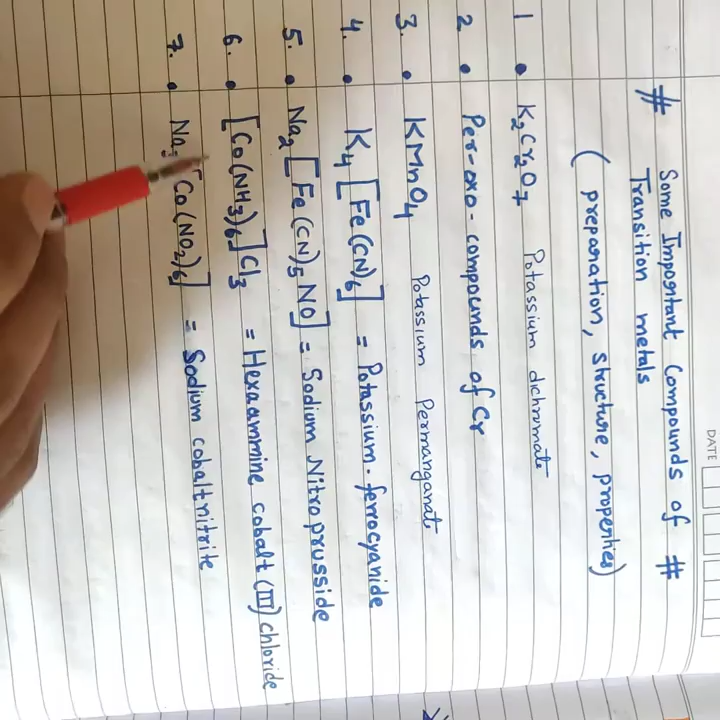 DATE
# Some Important Compounds of #
Transition metals
(preparation, structure, properties)
1 • K₂Cr₂O₇ Potassium dichromate
2 • Per-oxo-compounds of Cr
3. • KMnO₄ Potassium Permanganate
4. • K₄[Fe(CN)₆] = Potassium-ferrocyanide
5. • Na₂[Fe(CN)₅NO] = Sodium Nitroprusside
6. • [Co(NH₃)₆]Cl₃ = Hexaammine cobalt(III) chloride
7. • Na₃[Co(NO₂)₆] = Sodium cobaltnitrite